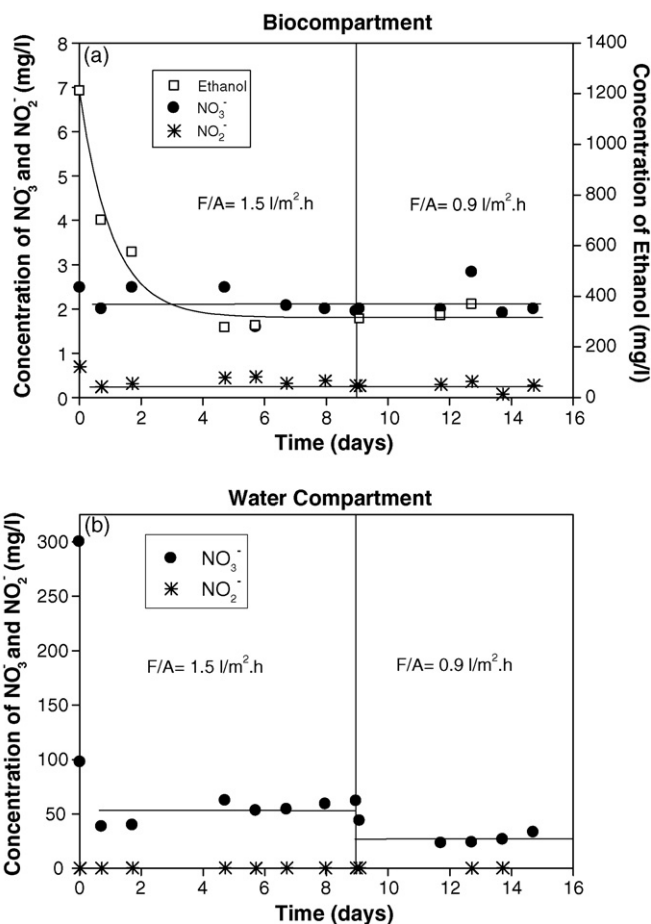 Biocompartment
(a)
Ethanol
NO₃⁻
NO₂⁻
F/A= 1.5 l/m².h
F/A= 0.9 l/m².h
8
7
6
5
4
3
2
1
0
1400
1200
1000
800
600
400
200
0
Concentration of NO₃⁻ and NO₂⁻ (mg/l)
Concentration of Ethanol
(mg/l)
0 2 4 6 8 10 12 14 16
Time (days)
Water Compartment
(b)
NO₃⁻
NO₂⁻
F/A= 1.5 l/m².h
F/A= 0.9 l/m².h
300
250
200
150
100
50
0
Concentration of NO₃⁻ and NO₂⁻ (mg/l)
0 2 4 6 8 10 12 14 16
Time (days)